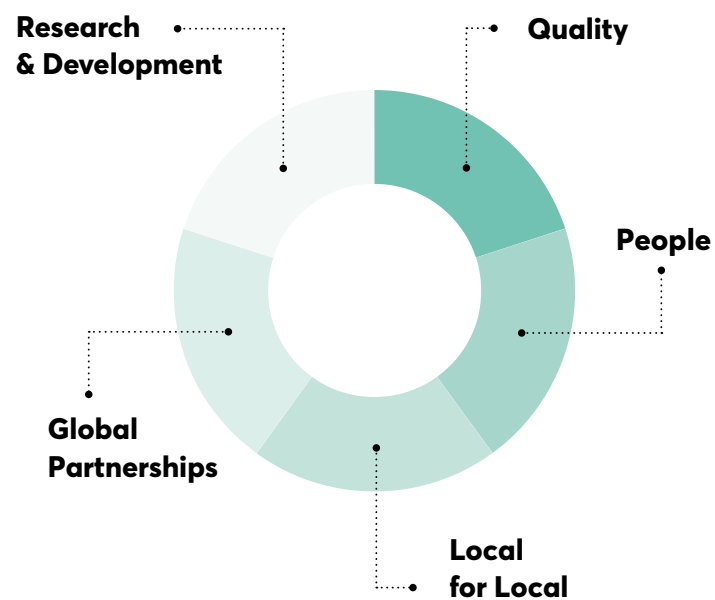 Research
& Development
Quality
People
Global
Partnerships
Local
for Local